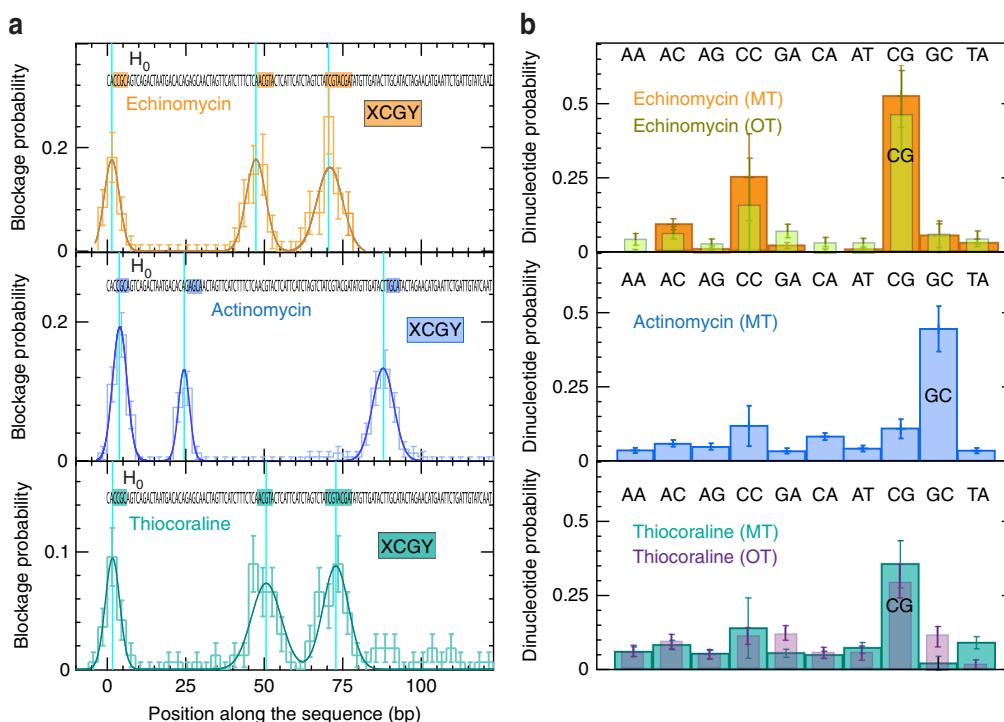 a
H0
Echinomycin
XCGY
Blockage probability
0.2
0
H0
Actinomycin
XCGY
Blockage probability
0.2
0
H0
Thiocoraline
XCGY
Blockage probability
0.1
0
0 25 50 75 100
Position along the sequence (bp)
b
AA AC AG CC GA CA AT CG GC TA
Echinomycin (MT)
Echinomycin (OT)
CG
Dinucleotide probability
0.5
0.25
0
Actinomycin (MT)
GC
Dinucleotide probability
0.5
0.25
0
AA AC AG CC GA CA AT CG GC TA
Thiocoraline (MT)
Thiocoraline (OT)
CG
Dinucleotide probability
0.5
0.25
0
AA AC AG CC GA CA AT CG GC TA